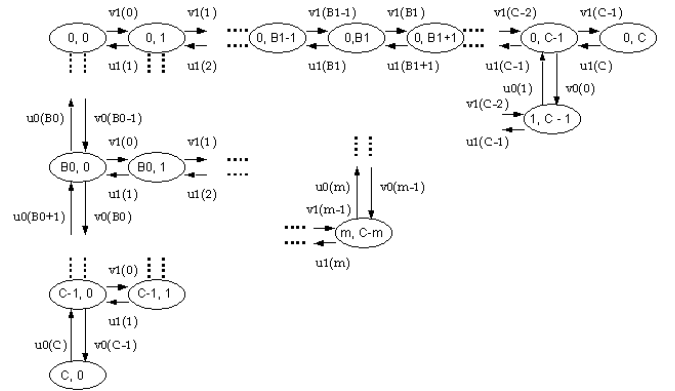 v1(0) v1(1) v1(B1-1) v1(B1) v1(C-2) v1(C-1)
0, 0 0, 1 0, B1-1 0,B1 0, B1+1 0, C-1 0, C
u1(1) u1(2) u1(B1) u1(B1+1) u1(C-1) u1(C)
u0(1) v0(0)
v1(C-2)
1, C - 1
u1(C-1)
u0(B0) v0(B0-1)
v1(0) v1(1)
B0, 0 B0, 1
u1(1) u1(2)
u0(m) v0(m-1)
u0(B0+1) v0(B0)
v1(m-1)
m, C-m
u1(m)
v1(0)
C-1, 0 C-1, 1
u1(1)
u0(C) v0(C-1)
C, 0